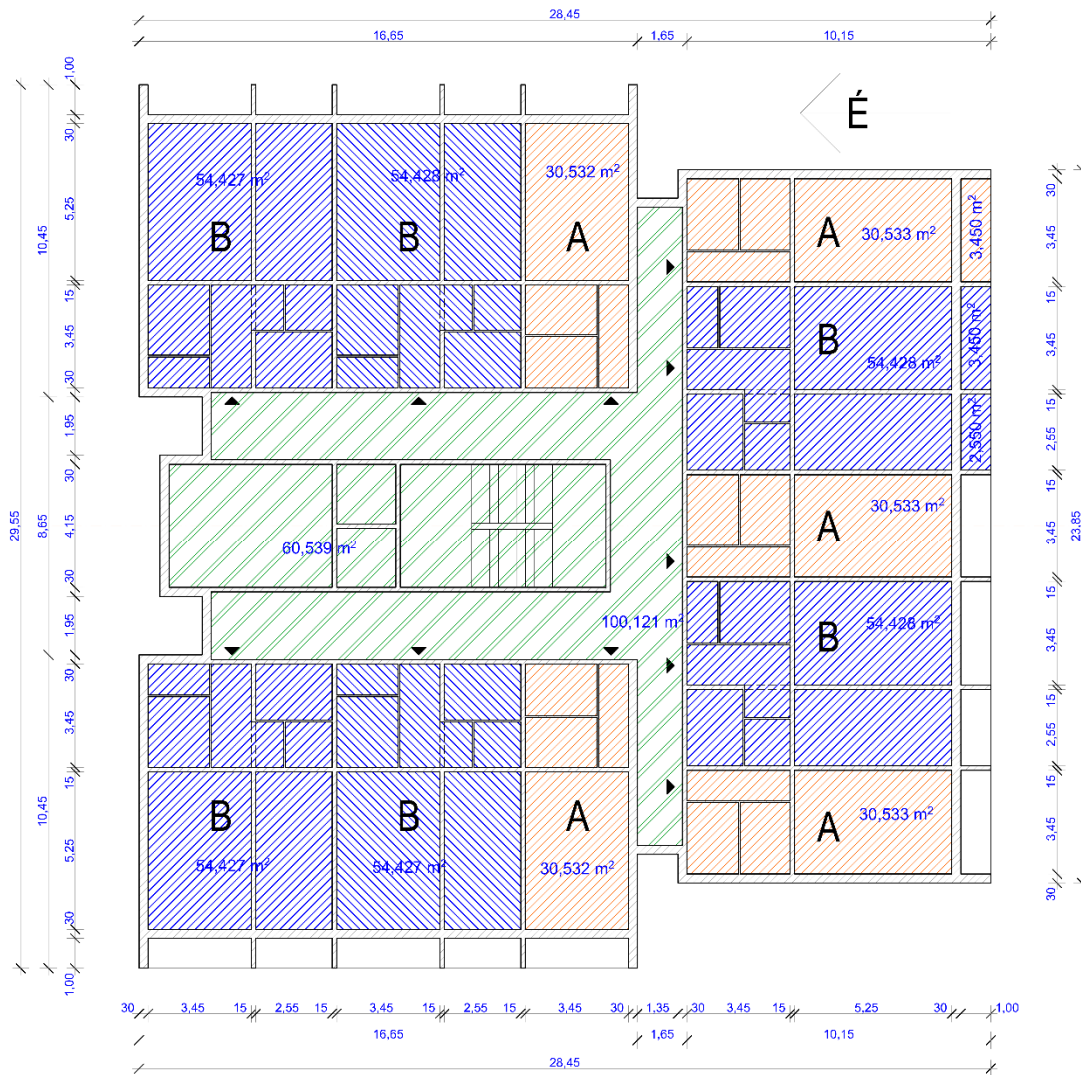 28,45
16,65 1,65 10,15
1,00
30
5,25
15
3,45
30
1,95
30
4,15
30
1,95
30
3,45
15
5,25
30
1,00
10,45
8,65
10,45
29,55
É
54,427 m²
B
54,428 m²
B
30,532 m²
A
A
30,533 m²
3,450 m²
B
54,428 m²
3,450 m²
2,550 m²
A
30,533 m²
60,539 m²
100,121 m²
B
54,428 m²
B
54,427 m²
B
54,427 m²
A
30,532 m²
A
30,533 m²
30
3,45
15
3,45
15
2,55
15
3,45
15
3,45
15
2,55
15
3,45
30
23,85
30 3,45 15 2,55 15 3,45 15 2,55 15 3,45 30 1,35 30 3,45 15 5,25 30 1,00
16,65 1,65 10,15
28,45